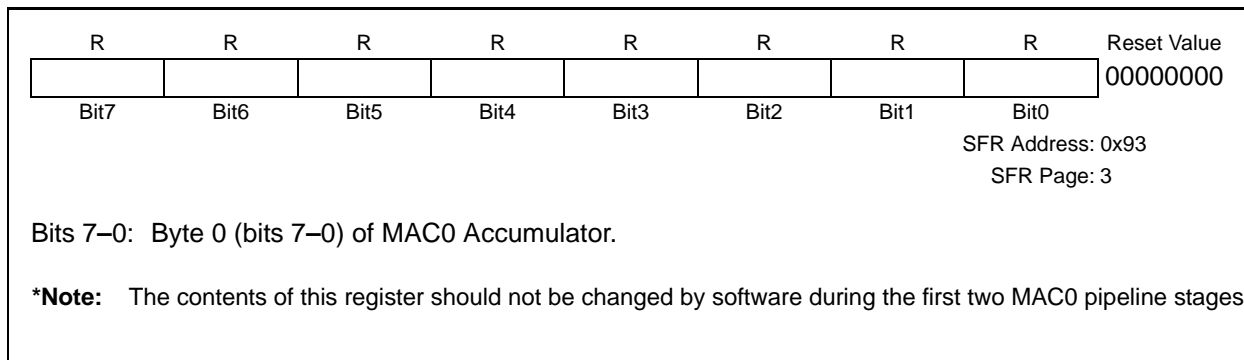 R R R R R R R R Reset Value
00000000
Bit7 Bit6 Bit5 Bit4 Bit3 Bit2 Bit1 Bit0
SFR Address: 0x93
SFR Page: 3
Bits 7–0: Byte 0 (bits 7–0) of MAC0 Accumulator.
*Note: The contents of this register should not be changed by software during the first two MAC0 pipeline stages